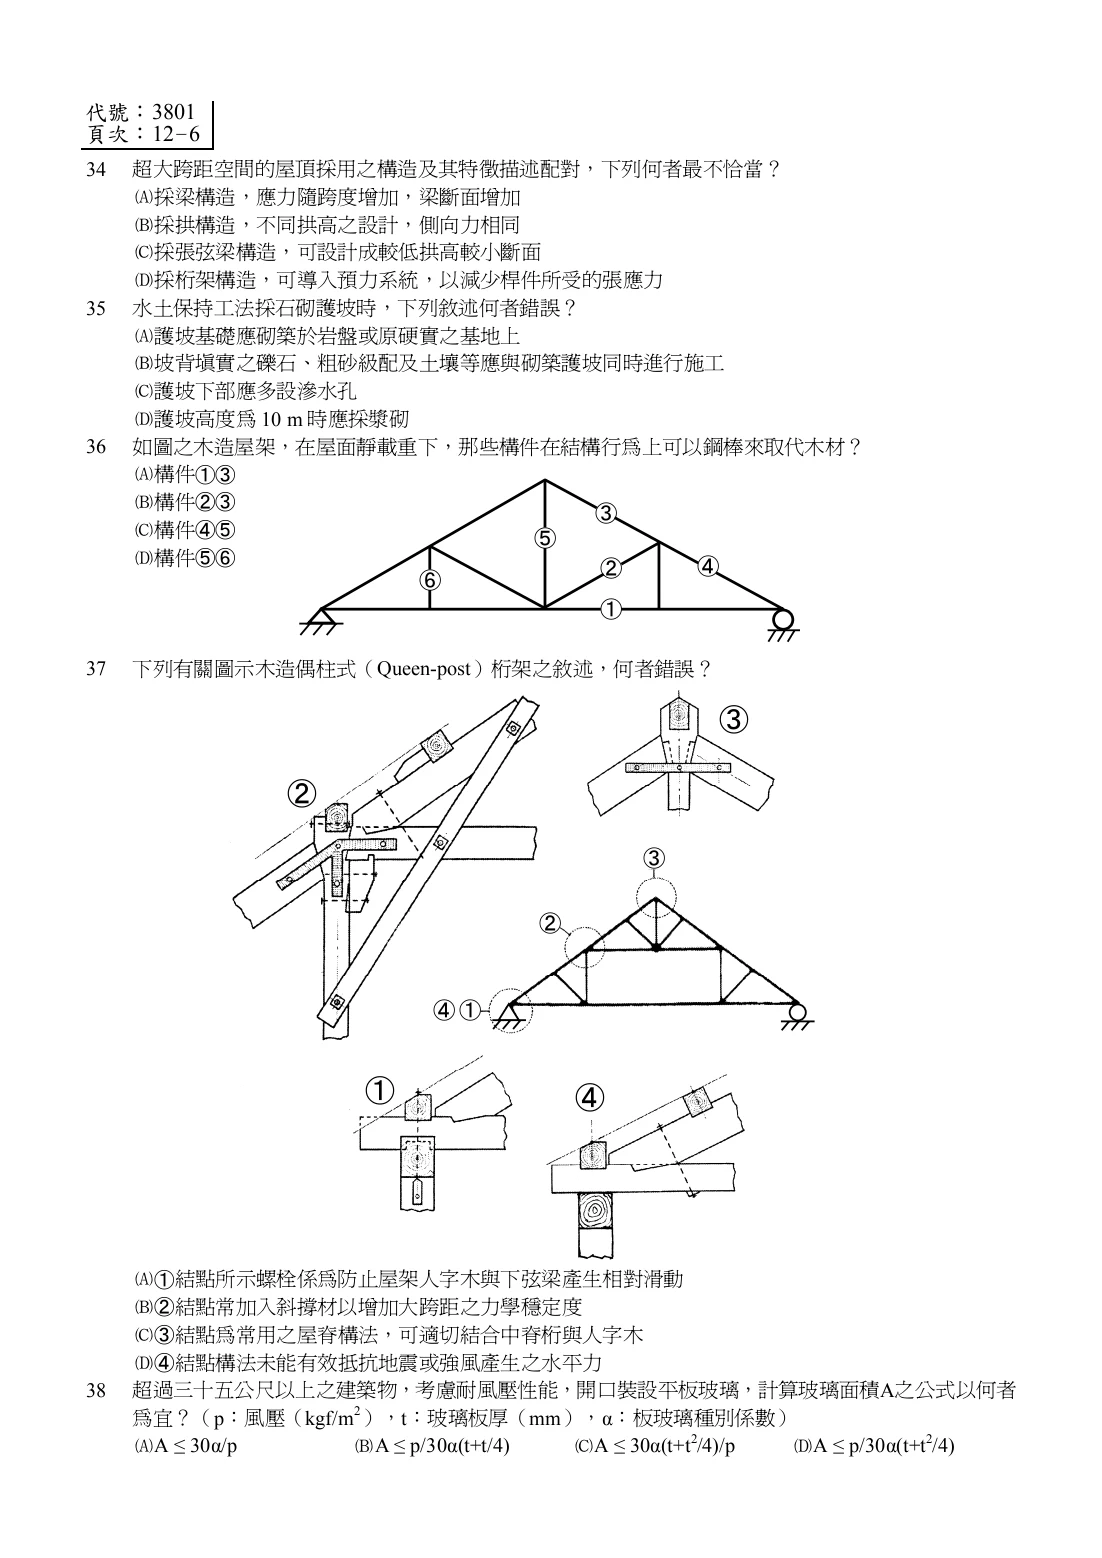 代號：3801
頁次：12－6
34 超大跨距空間的屋頂採用之構造及其特徵描述配對，下列何者最不恰當？
(A)採梁構造，應力隨跨度增加，梁斷面增加
(B)採拱構造，不同拱高之設計，側向力相同
(C)採張弦梁構造，可設計成較低拱高較小斷面
(D)採桁架構造，可導入預力系統，以減少桿件所受的張應力
35 水土保持工法採石砌護坡時，下列敘述何者錯誤？
(A)護坡基礎應砌築於岩盤或原硬實之基地上
(B)坡背填實之礫石、粗砂級配及土壤等應與砌築護坡同時進行施工
(C)護坡下部應多設滲水孔
(D)護坡高度為 10 m 時應採漿砌
36 如圖之木造屋架，在屋面靜載重下，那些構件在結構行為上可以鋼棒來取代木材？
(A)構件①③
(B)構件②③
(C)構件④⑤
(D)構件⑤⑥
③
⑤
②
④
⑥
①
37 下列有關圖示木造偶柱式（Queen-post）桁架之敘述，何者錯誤？
③
②
③
②
④①
①
④
(A)①結點所示螺栓係為防止屋架人字木與下弦梁產生相對滑動
(B)②結點常加入斜撐材以增加大跨距之力學穩定度
(C)③結點為常用之屋脊構法，可適切結合中脊桁與人字木
(D)④結點構法未能有效抵抗地震或強風產生之水平力
38 超過三十五公尺以上之建築物，考慮耐風壓性能，開口裝設平板玻璃，計算玻璃面積A之公式以何者
為宜？（p：風壓（kgf/m²），t：玻璃板厚（mm），α：板玻璃種別係數）
(A)A ≤ 30α/p (B)A ≤ p/30α(t+t/4) (C)A ≤ 30α(t+t²/4)/p (D)A ≤ p/30α(t+t²/4)